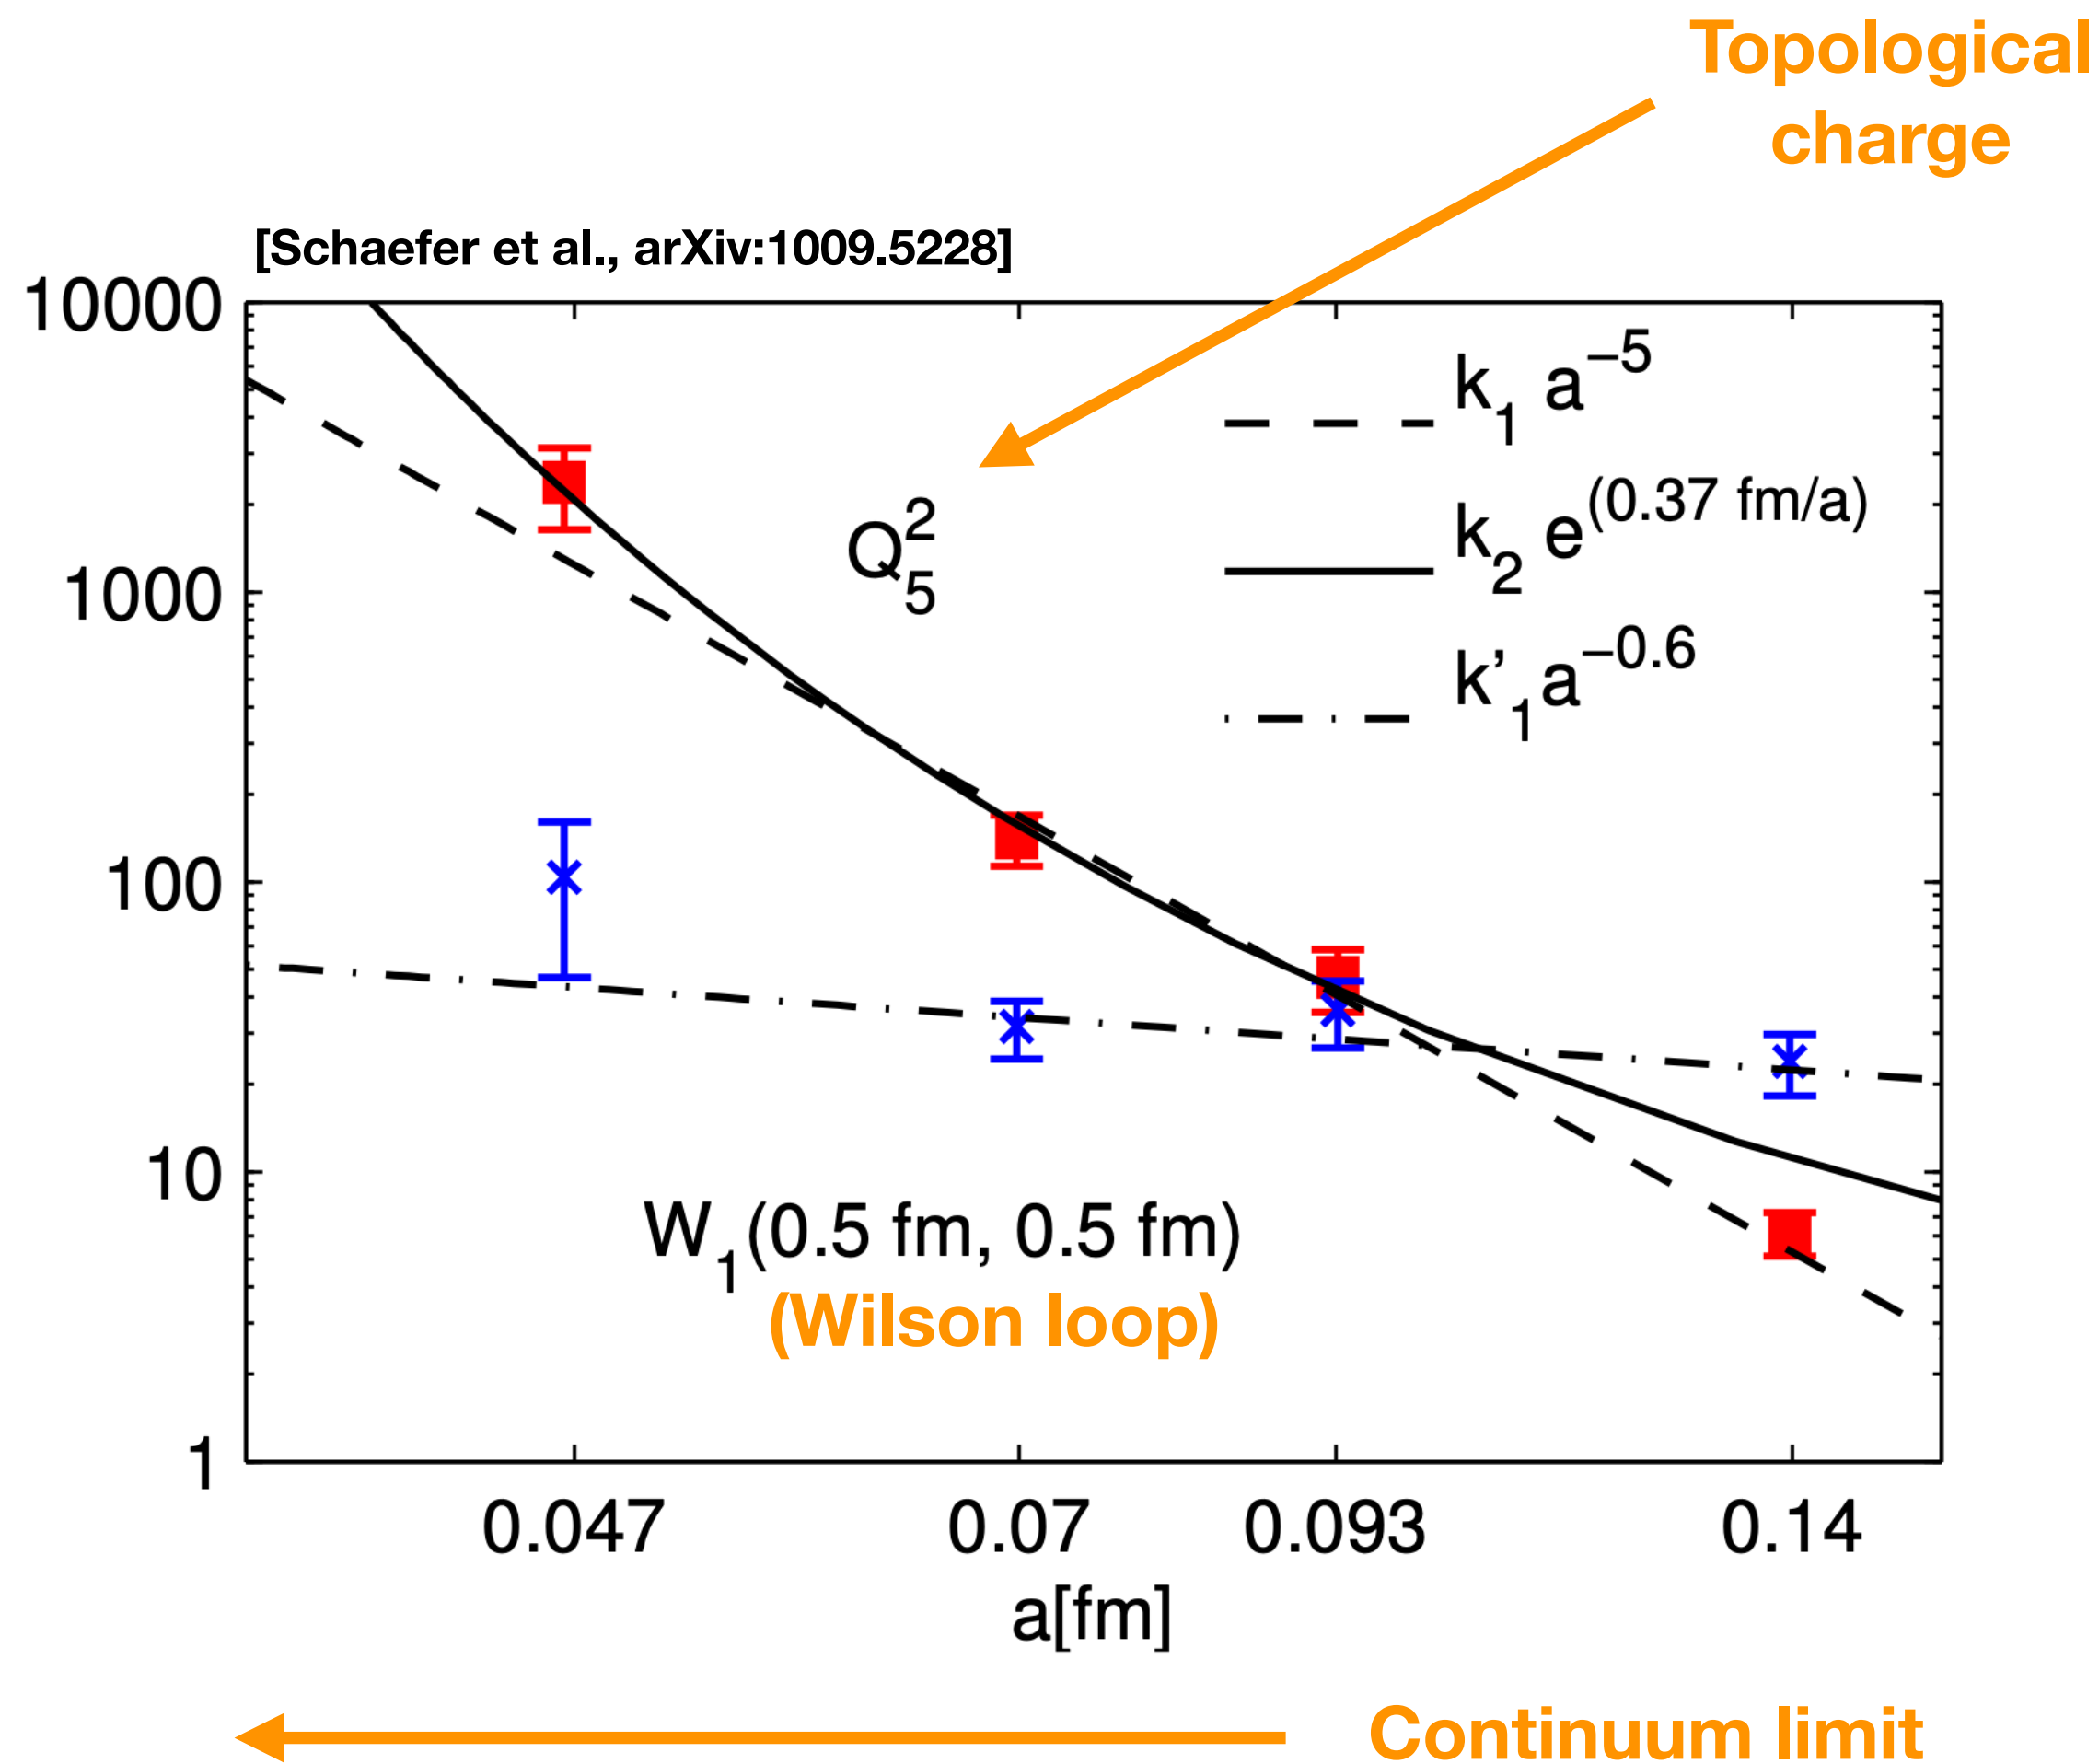 Topological
charge
[Schaefer et al., arXiv:1009.5228]
10000
1000
100
10
1
k₁ a⁻⁵
k₂ e^(0.37 fm/a)
k'₁a⁻⁰·⁶
Q₅²
W₁(0.5 fm, 0.5 fm)
(Wilson loop)
0.047 0.07 0.093 0.14
a[fm]
Continuum limit